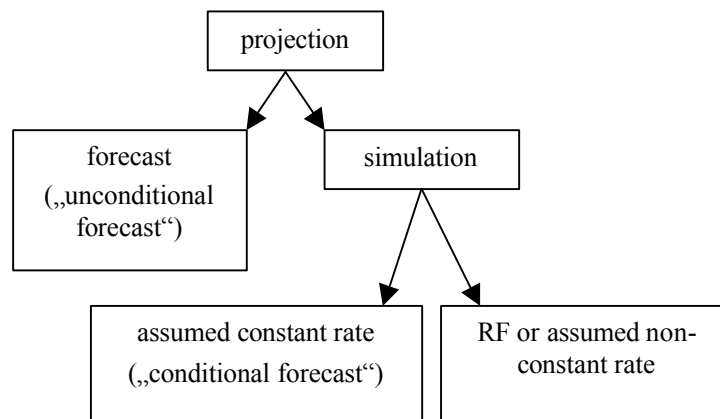 projection
forecast
(„unconditional
forecast“)
simulation
assumed constant rate
(„conditional forecast“)
RF or assumed non-
constant rate